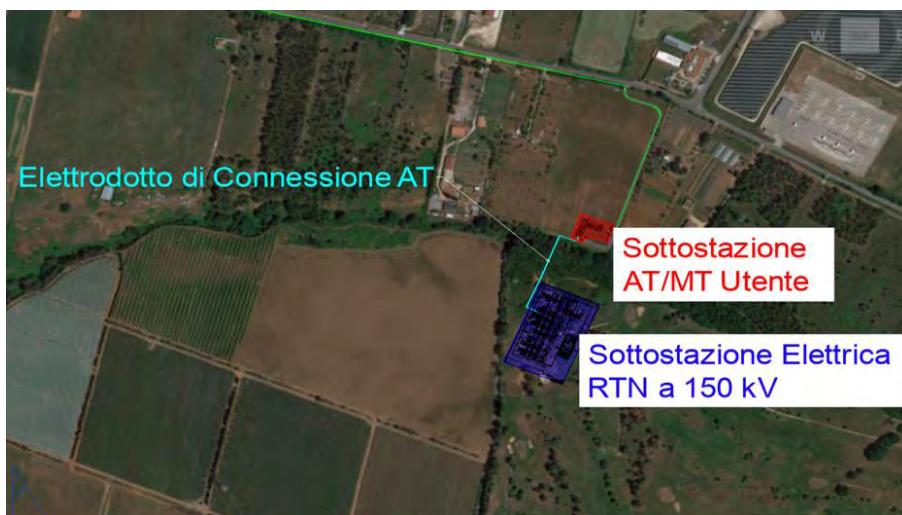 W
Elettrodotto di Connessione AT
Sottostazione
AT/MT Utente
Sottostazione Elettrica
RTN a 150 kV